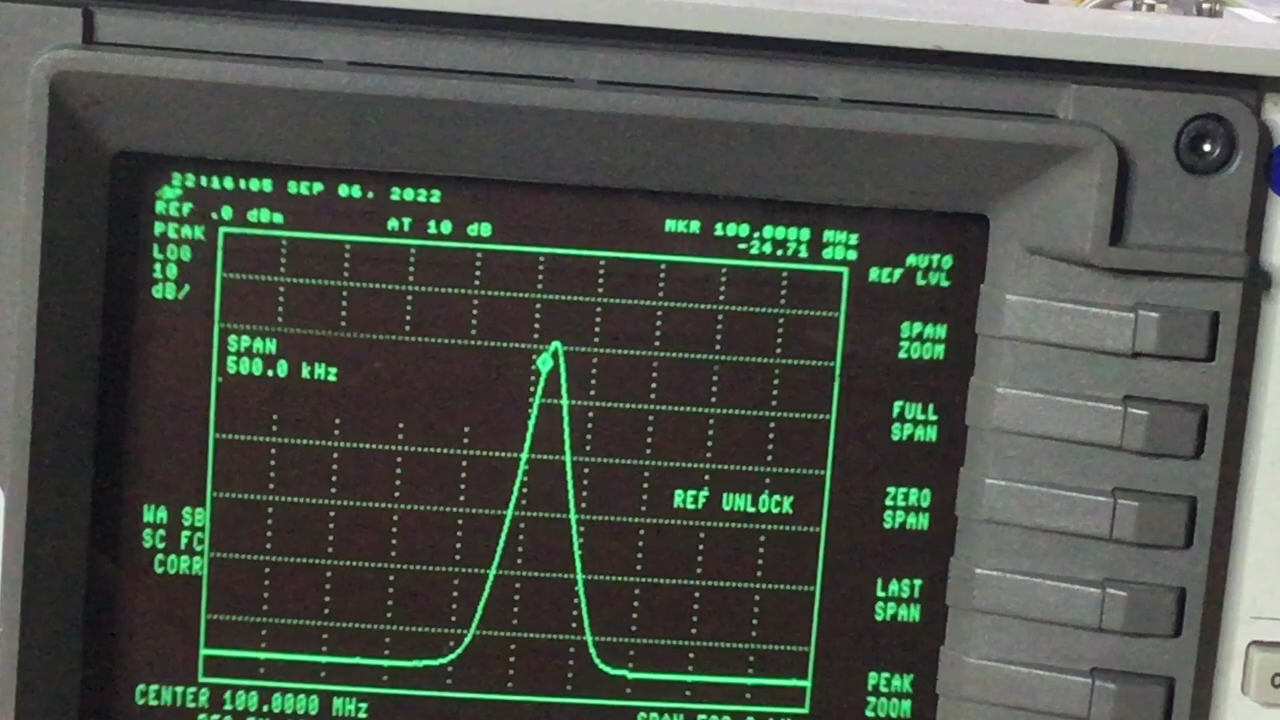 22:16:05 SEP 06, 2022
REF .0 dBm
AT 10 dB
MKR 100.0000 MHz
-24.71 dBm
PEAK
LOG
10
dB/
SPAN
500.0 kHz
REF UNLOCK
WA SB
SC FC
CORR
CENTER 100.0000 MHz
AUTO
REF LVL
SPAN
ZOOM
FULL
SPAN
ZERO
SPAN
LAST
SPAN
PEAK
ZOOM